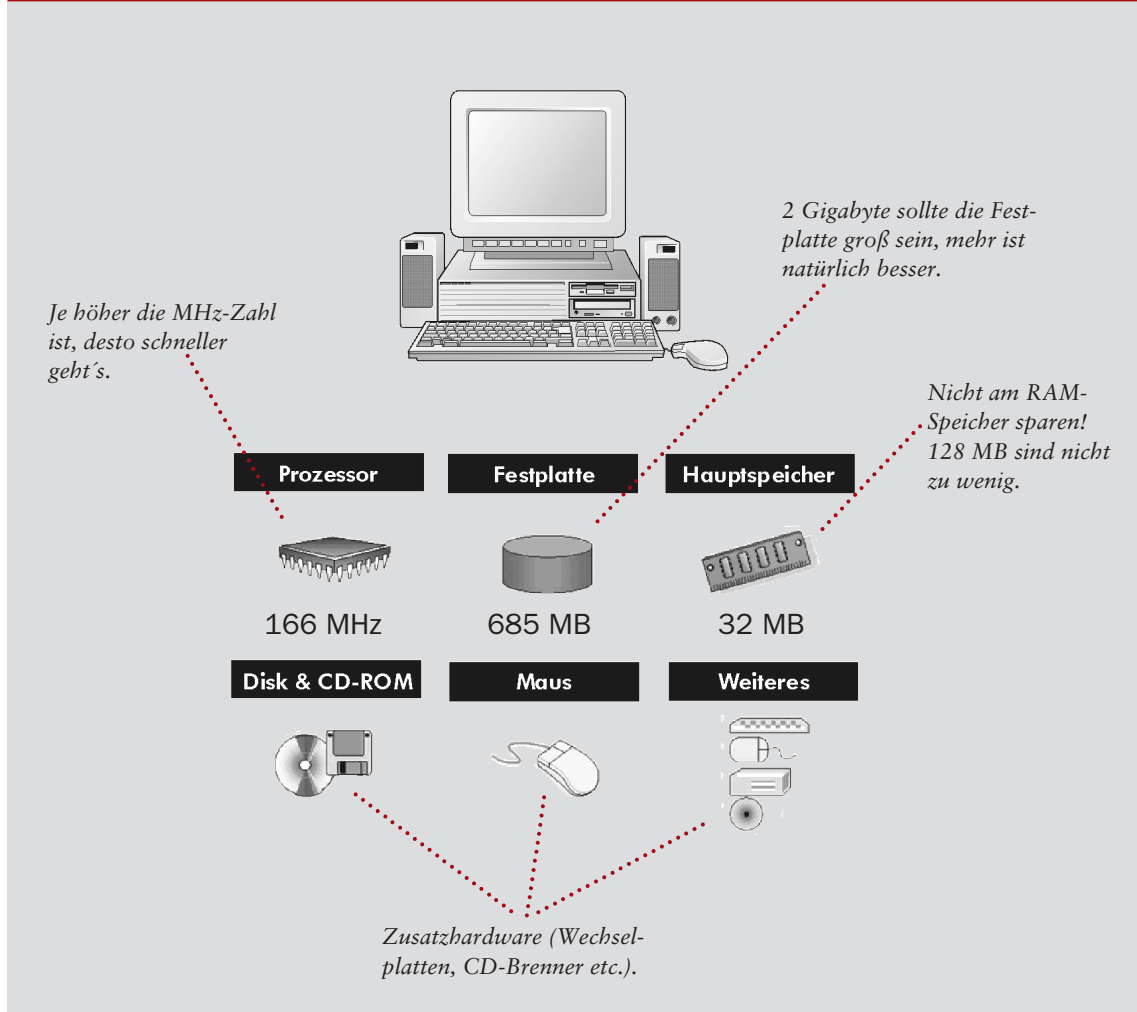 2 Gigabyte sollte die Fest-
platte groß sein, mehr ist
natürlich besser.
Je höher die MHz-Zahl
ist, desto schneller
geht´s.
Nicht am RAM-
Speicher sparen!
128 MB sind nicht
zu wenig.
Prozessor
Festplatte
Hauptspeicher
166 MHz
685 MB
32 MB
Disk & CD-ROM
Maus
Weiteres
Zusatzhardware (Wechsel-
platten, CD-Brenner etc.).